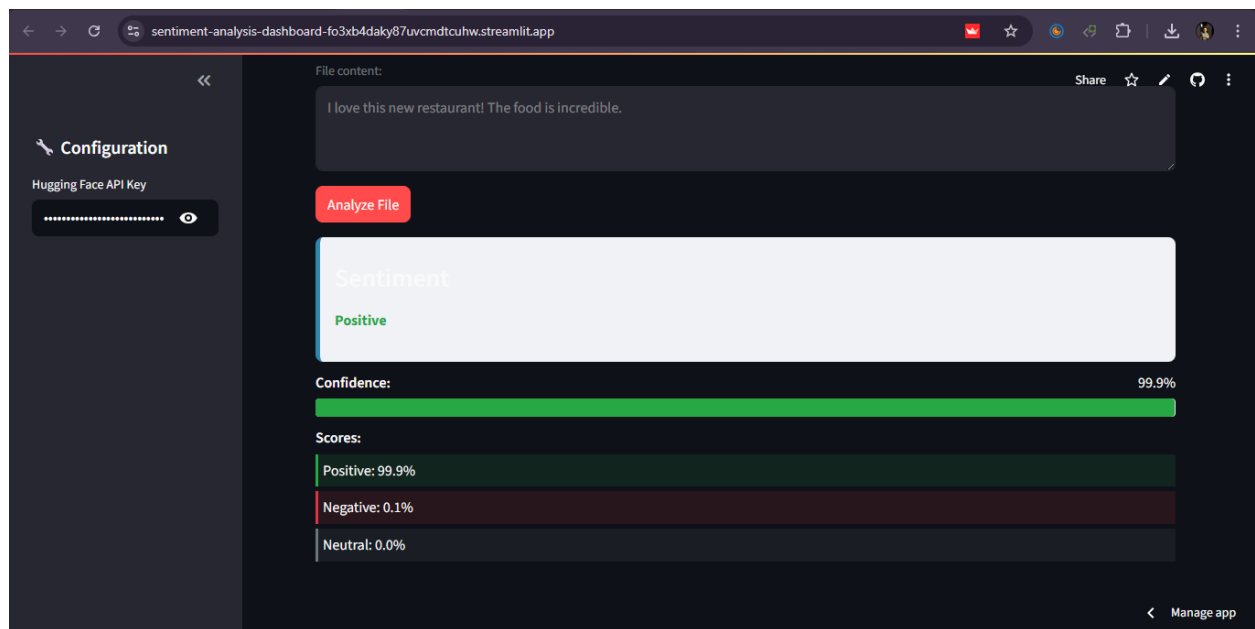 sentiment-analysis-dashboard-fo3xb4daky87uvcmdtcuhw.streamlit.app
Share
Configuration
Hugging Face API Key
File content:
I love this new restaurant! The food is incredible.
Analyze File
Sentiment
Positive
Confidence: 99.9%
Scores:
Positive: 99.9%
Negative: 0.1%
Neutral: 0.0%
Manage app